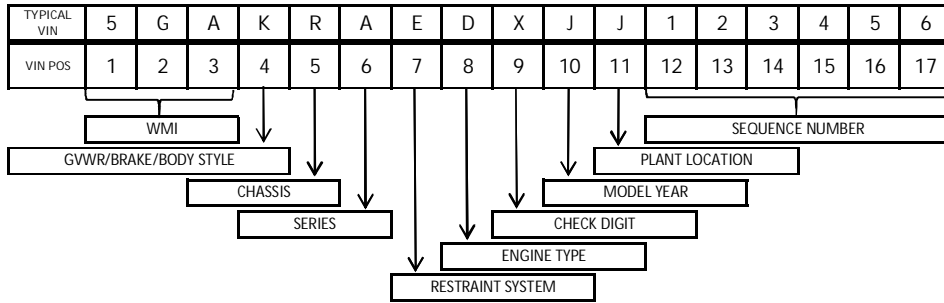 TYPICAL VIN 5 G A K R A E D X J J 1 2 3 4 5 6
VIN POS 1 2 3 4 5 6 7 8 9 10 11 12 13 14 15 16 17
WMI SEQUENCE NUMBER
GVWR/BRAKE/BODY STYLE PLANT LOCATION
CHASSIS MODEL YEAR
SERIES CHECK DIGIT
ENGINE TYPE
RESTRAINT SYSTEM